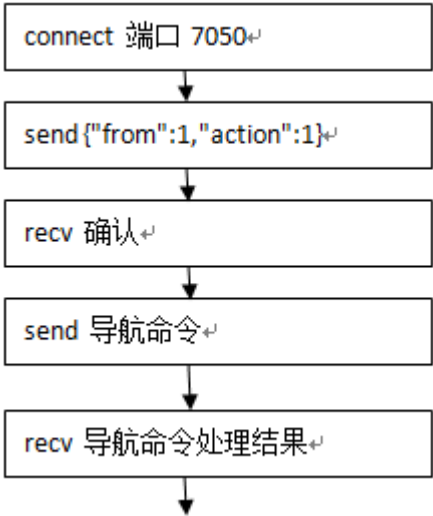 connect 端口 7050
send {"from":1,"action":1}
recv 确认
send 导航命令
recv 导航命令处理结果